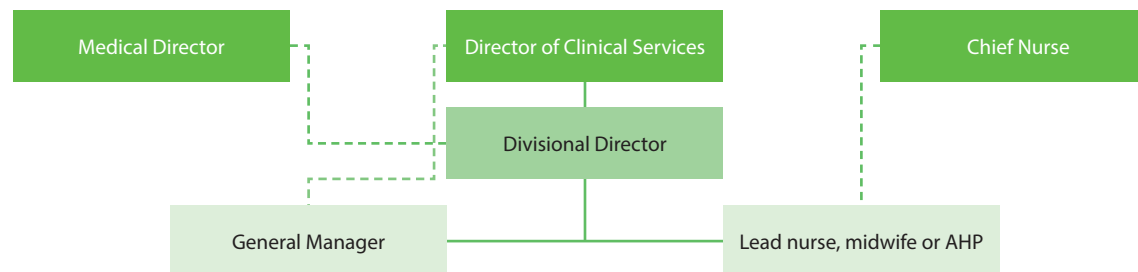 Medical Director
Director of Clinical Services
Chief Nurse
Divisional Director
General Manager
Lead nurse, midwife or AHP